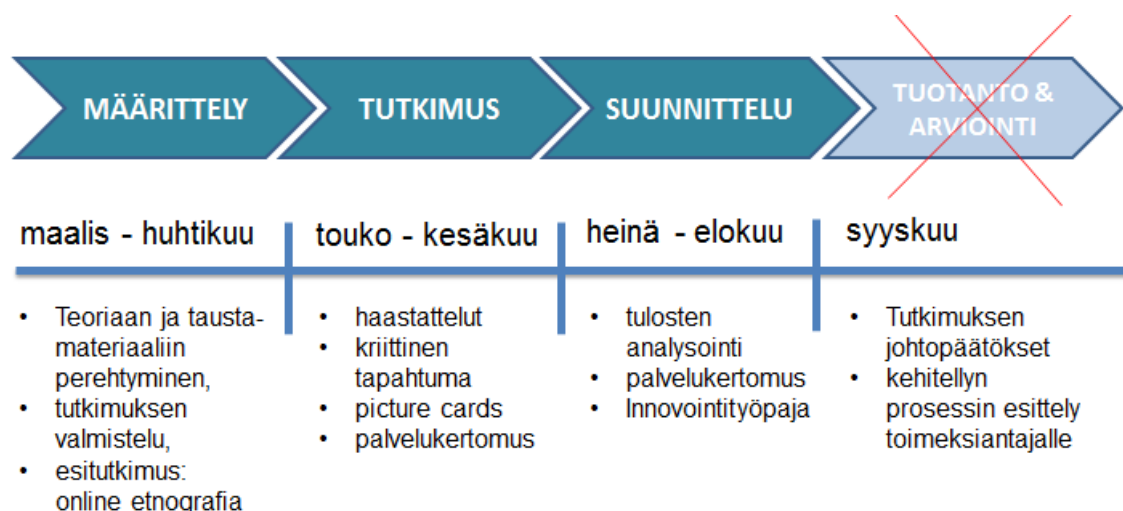 MÄÄRITTELY
TUTKIMUS
SUUNNITTELU
TUOTANTO &
ARVIOINTI
maalis - huhtikuu
touko - kesäkuu
heinä - elokuu
syyskuu
• Teoriaan ja tausta-
materiaaliin
perehtyminen,
• tutkimuksen
valmistelu,
• esitutkimus:
online etnografia
• haastattelut
• kriittinen
tapahtuma
• picture cards
• palvelukertomus
• tulosten
analysointi
• palvelukertomus
• Innovointityöpaja
• Tutkimuksen
johtopäätökset
• kehitellyn
prosessin esittely
toimeksiantajalle